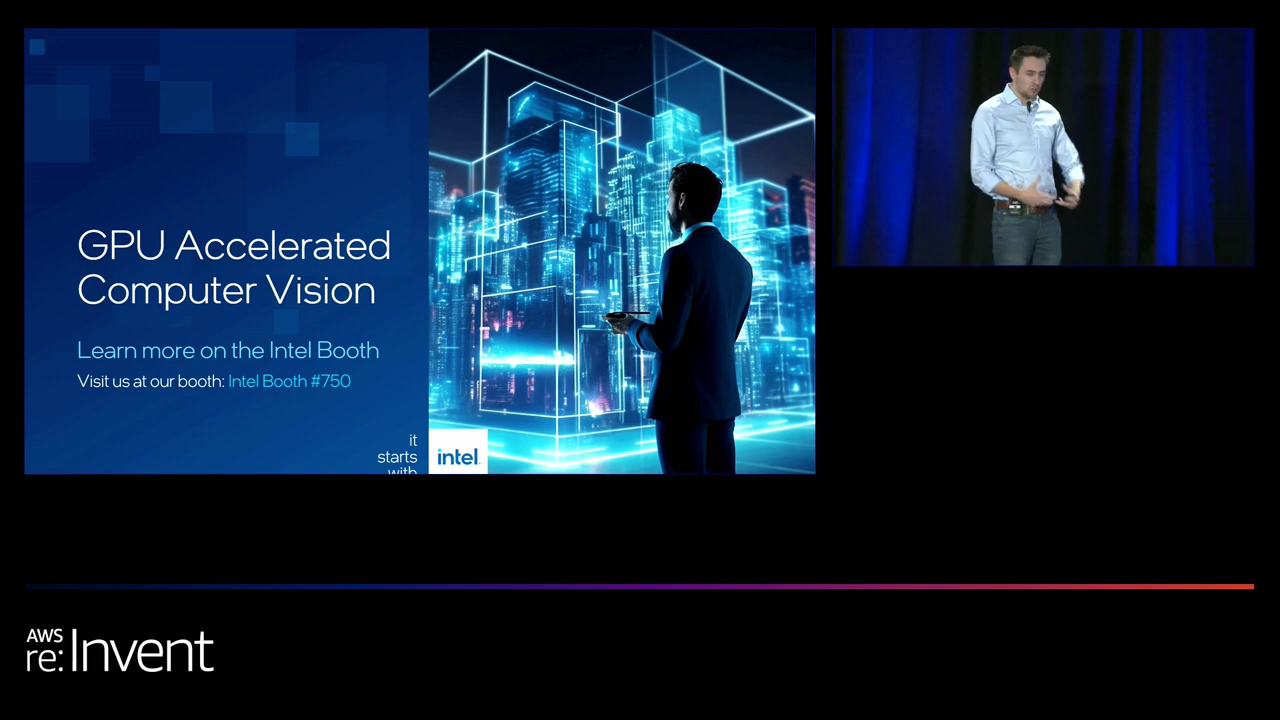 GPU Accelerated
Computer Vision
Learn more on the Intel Booth
Visit us at our booth: Intel Booth #750
it
starts
with
intel.
AWS
re:Invent